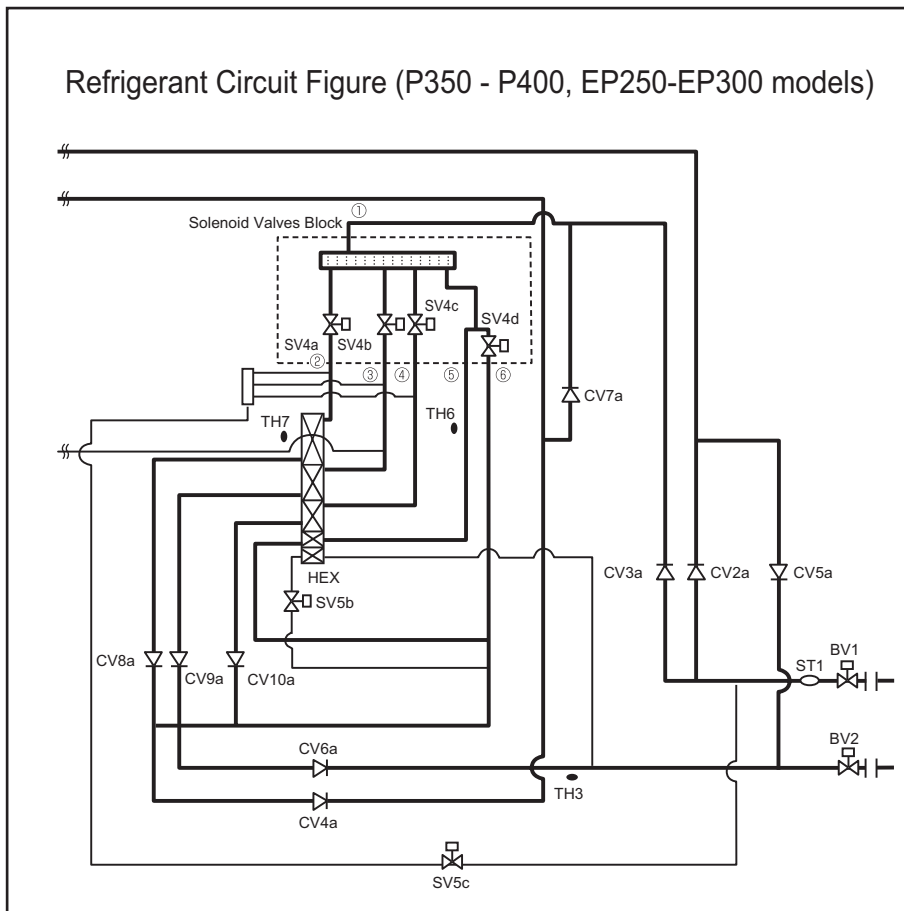 Refrigerant Circuit Figure (P350 - P400, EP250-EP300 models)
①
Solenoid Valves Block
SV4c
SV4d
SV4a
SV4b
②
③
④
⑤
⑥
CV7a
TH7
TH6
HEX
CV3a
CV2a
CV5a
SV5b
BV1
ST1
CV8a
CV9a
CV10a
BV2
CV6a
TH3
CV4a
SV5c